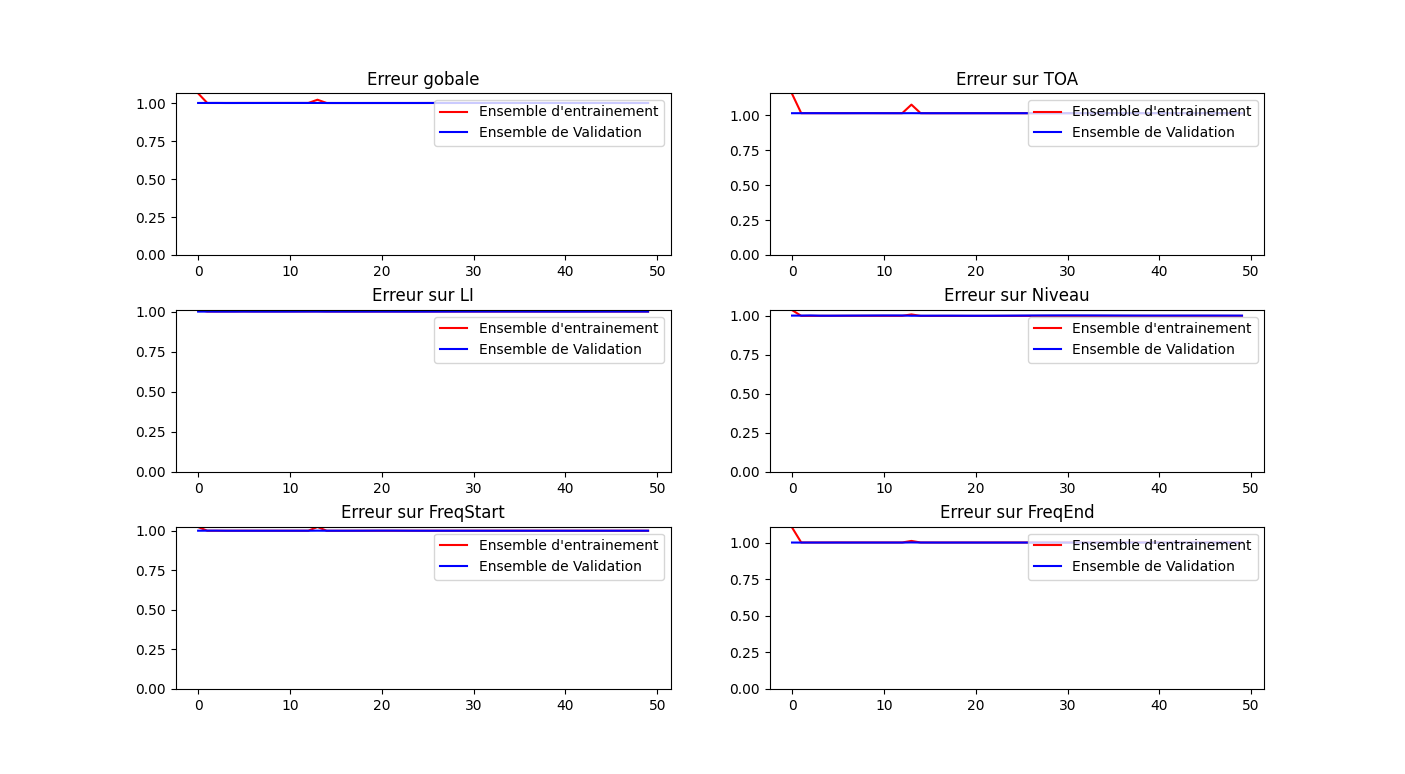 Erreur gobale
1.00
0.75
0.50
0.25
0.00
0 10 20 30 40 50
Ensemble d'entrainement
Ensemble de Validation
Erreur sur TOA
1.00
0.75
0.50
0.25
0.00
0 10 20 30 40 50
Ensemble d'entrainement
Ensemble de Validation
Erreur sur LI
1.00
0.75
0.50
0.25
0.00
0 10 20 30 40 50
Ensemble d'entrainement
Ensemble de Validation
Erreur sur Niveau
1.00
0.75
0.50
0.25
0.00
0 10 20 30 40 50
Ensemble d'entrainement
Ensemble de Validation
Erreur sur FreqStart
1.00
0.75
0.50
0.25
0.00
0 10 20 30 40 50
Ensemble d'entrainement
Ensemble de Validation
Erreur sur FreqEnd
1.00
0.75
0.50
0.25
0.00
0 10 20 30 40 50
Ensemble d'entrainement
Ensemble de Validation